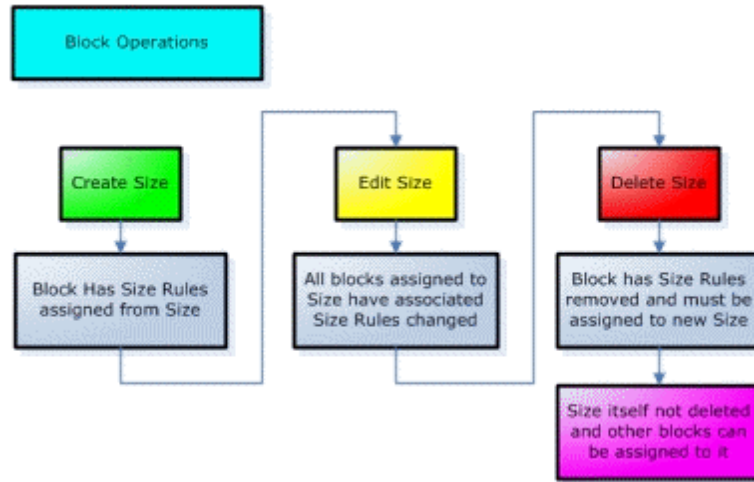 Block Operations
Create Size
Edit Size
Delete Size
Block Has Size Rules
assigned from Size
All blocks assigned to
Size have associated
Size Rules changed
Block has Size Rules
removed and must be
assigned to new Size
Size itself not deleted
and other blocks can
be assigned to it